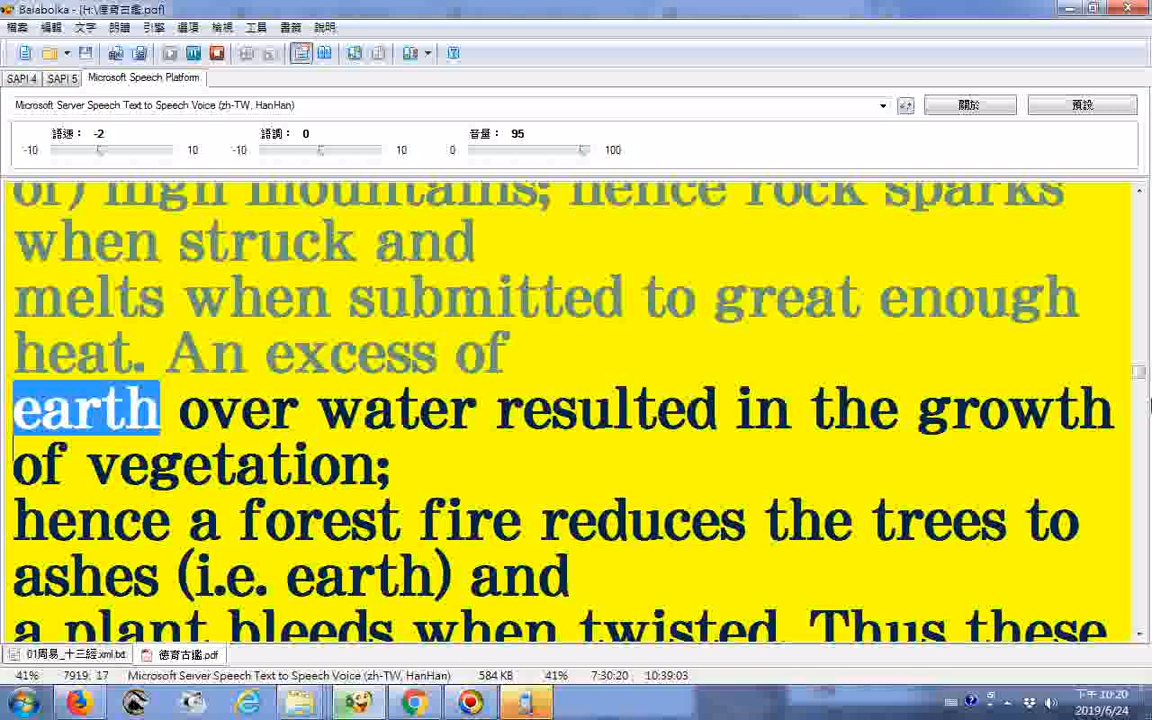 Balabolka - [H:\德育古鑑.pdf]
檔案 編輯 文字 朗讀 引擎 選項 檢視 工具 書籤 說明
SAPI 4 SAPI 5 Microsoft Speech Platform
Microsoft Server Speech Text to Speech Voice (zh-TW, HanHan) 關於 預設
語速： -2 語調： 0 音量： 95
-10 10 -10 10 0 100
of) high mountains; hence rock sparks
when struck and
melts when submitted to great enough
heat. An excess of
earth over water resulted in the growth
of vegetation;
hence a forest fire reduces the trees to
ashes (i.e. earth) and
a plant bleeds when twisted. Thus these
01周易_十三經.xml.txt 德育古鑑.pdf
41% 7919, 17 Microsoft Server Speech Text to Speech Voice (zh-TW, HanHan) 584 KB 41% 7:30:20 10:39:03
下午 10:20
2019/6/24